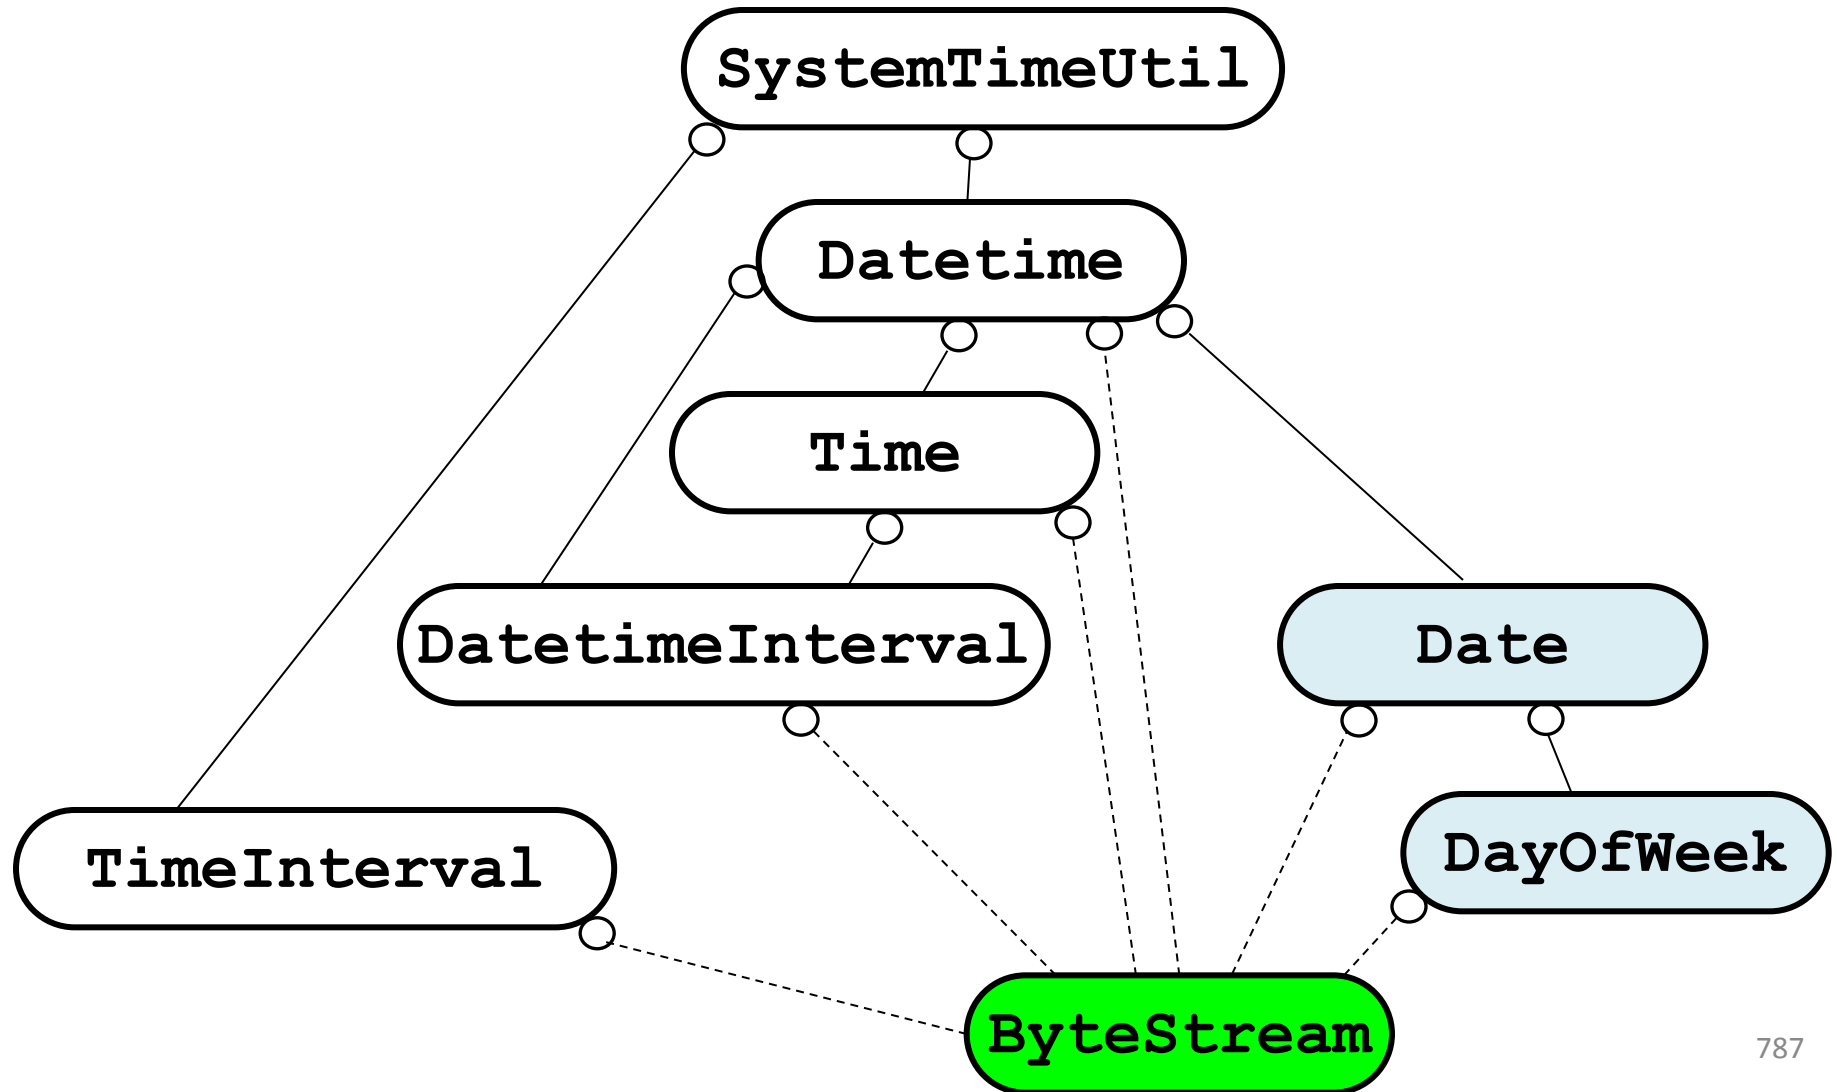 SystemTimeUtil
Datetime
Time
DatetimeInterval
Date
TimeInterval
DayOfWeek
ByteStream
787